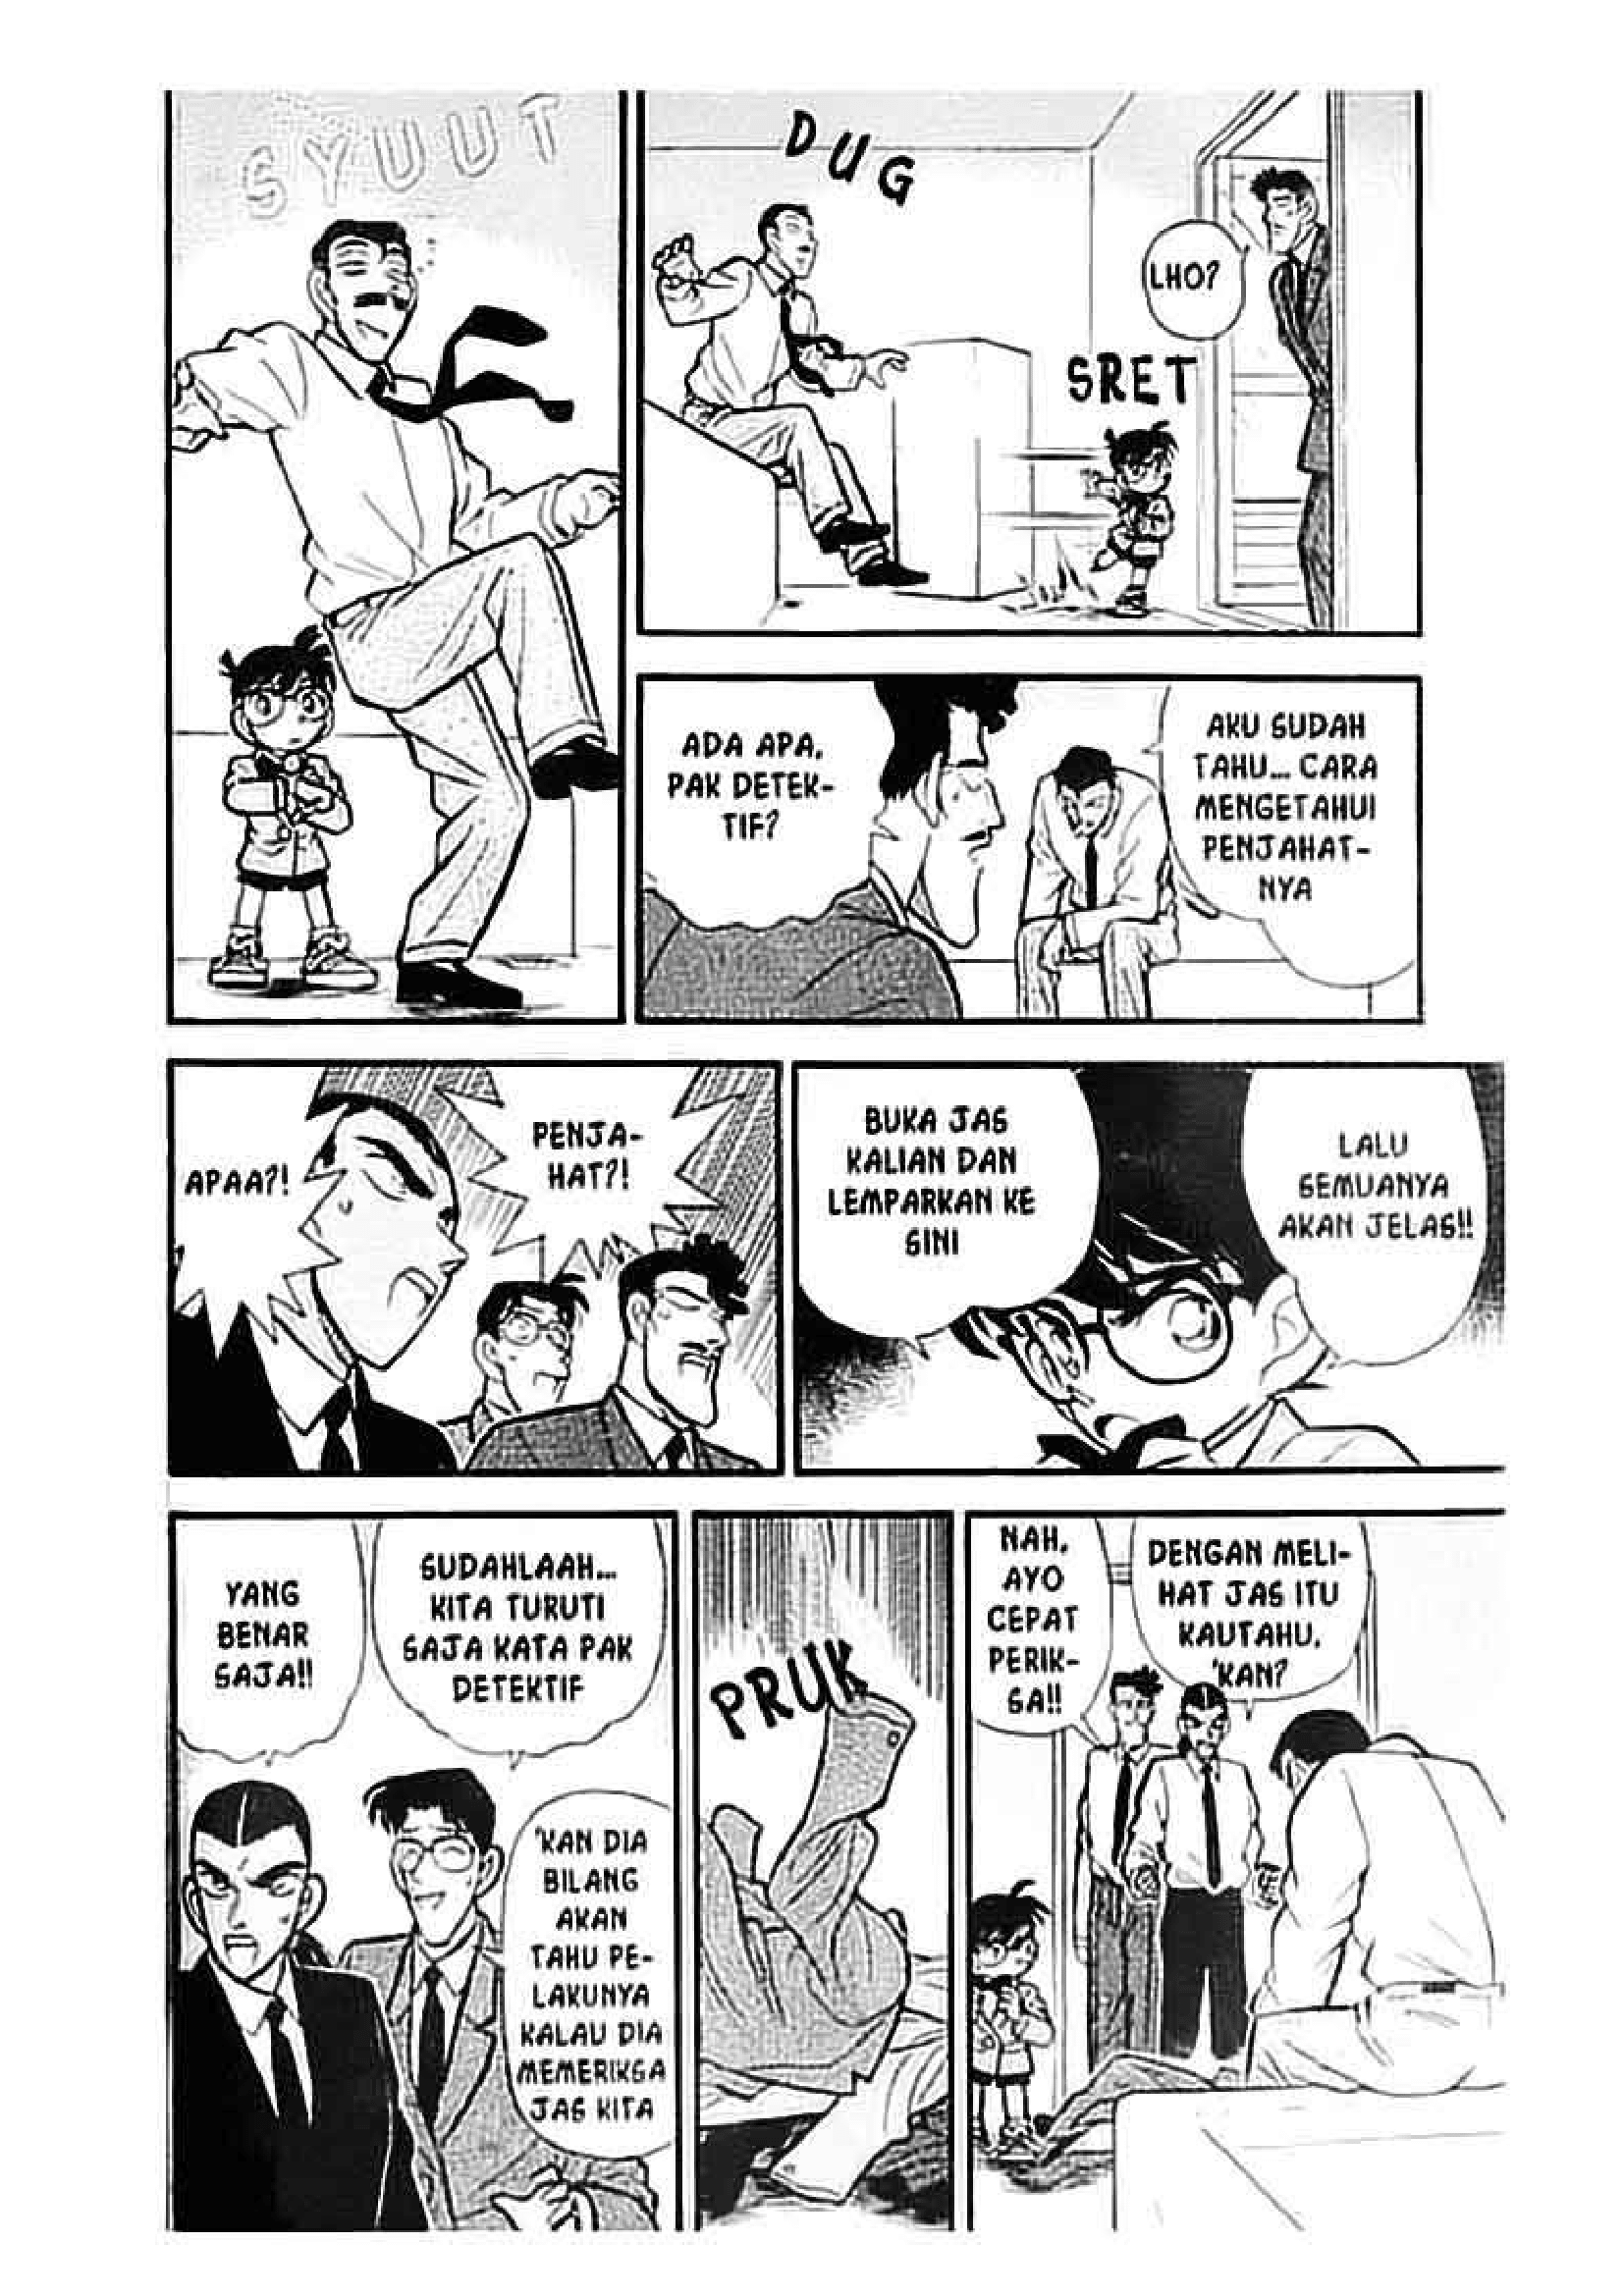 SYUUT
DUG
LHO?
SRET
ADA APA,
PAK DETEK-
TIF?
AKU SUDAH
TAHU... CARA
MENGETAHUI
PENJAHAT-
NYA
APAA?!
PENJA-
HAT?!
BUKA JAS
KALIAN DAN
LEMPARKAN KE
SINI
LALU
SEMUANYA
AKAN JELAS!!
YANG
BENAR
SAJA!!
SUDAHLAAH...
KITA TURUTI
SAJA KATA PAK
DETEKTIF
'KAN DIA
BILANG
AKAN
TAHU PE-
LAKUNYA
KALAU DIA
MEMERIKSA
JAS KITA
PRUK
NAH,
AYO
CEPAT
PERIK-
SA!!
DENGAN MELI-
HAT JAS ITU
KAUTAHU,
'KAN?